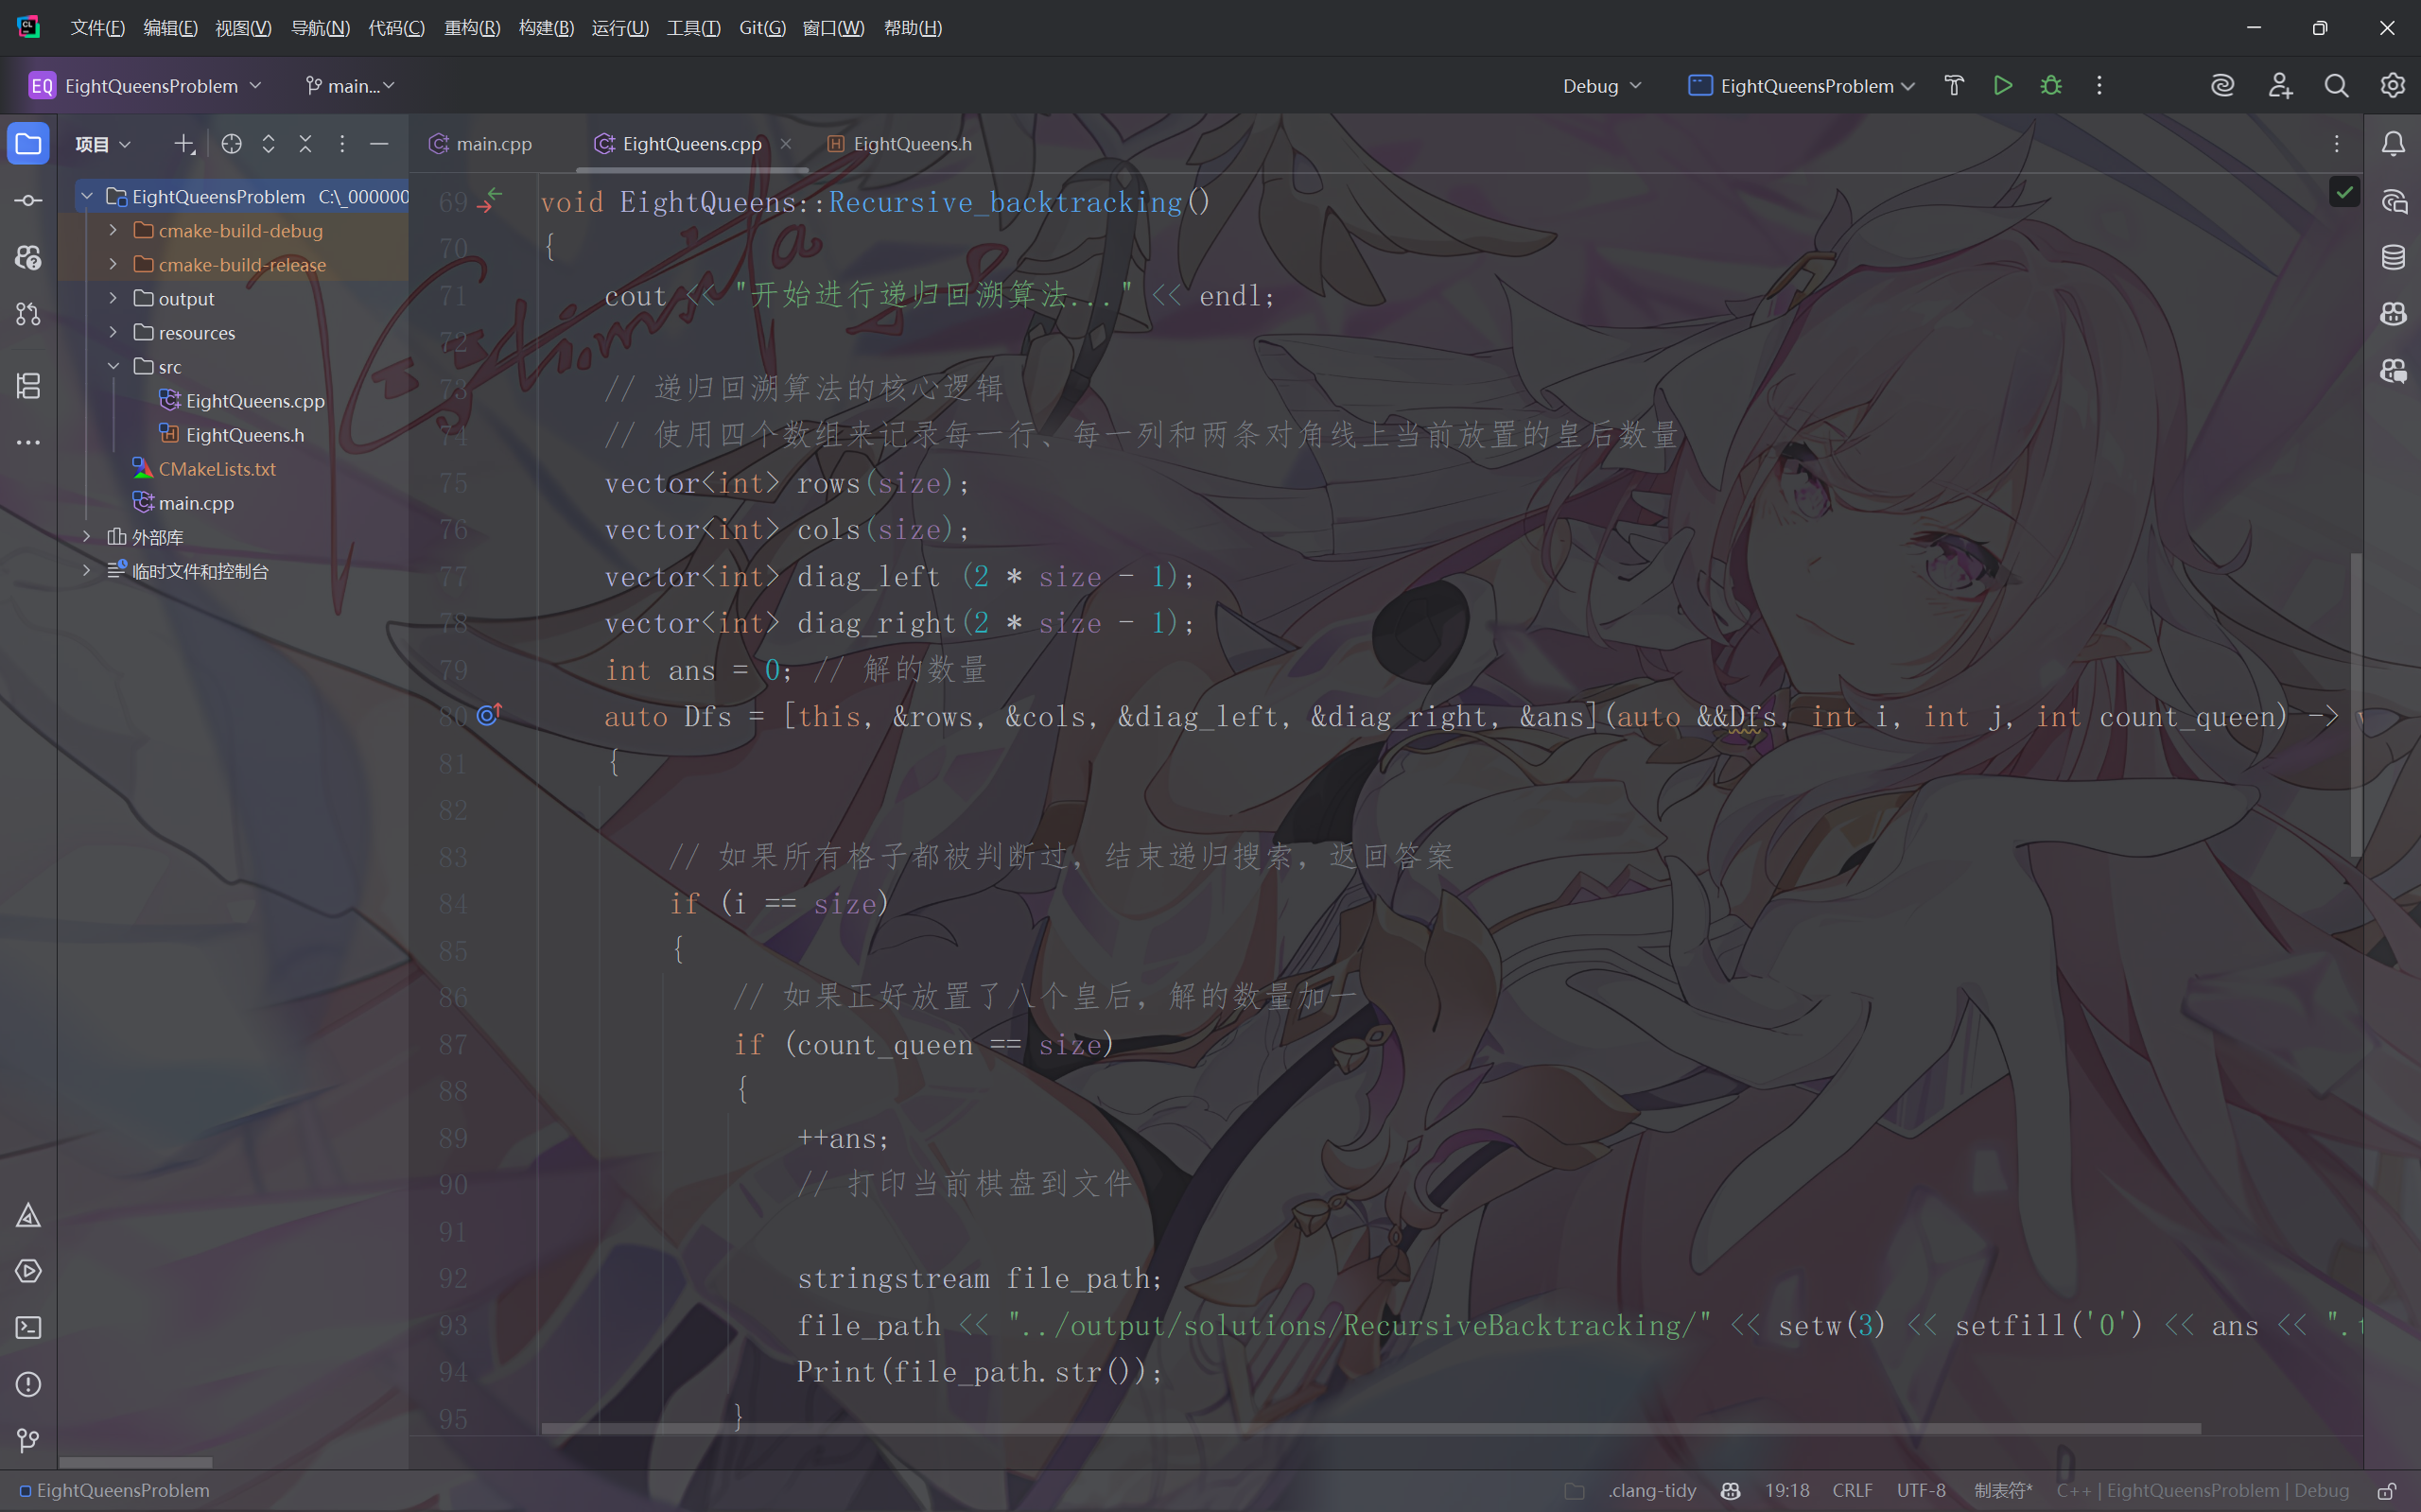 文件(F) 编辑(E) 视图(V) 导航(N) 代码(C) 重构(R) 构建(B) 运行(U) 工具(T) Git(G) 窗口(W) 帮助(H)
EQ EightQueensProblem main... Debug EightQueensProblem
项目
main.cpp EightQueens.cpp EightQueens.h
EightQueensProblem C:\_000000
cmake-build-debug
cmake-build-release
output
resources
src
EightQueens.cpp
EightQueens.h
CMakeLists.txt
main.cpp
外部库
临时文件和控制台
69 void EightQueens::Recursive_backtracking()
70 {
71 cout << "开始进行递归回溯算法..." << endl;
72
73 // 递归回溯算法的核心逻辑
74 // 使用四个数组来记录每一行、每一列和两条对角线上当前放置的皇后数量
75 vector<int> rows(size);
76 vector<int> cols(size);
77 vector<int> diag_left (2 * size - 1);
78 vector<int> diag_right(2 * size - 1);
79 int ans = 0; // 解的数量
80 auto Dfs = [this, &rows, &cols, &diag_left, &diag_right, &ans](auto &&Dfs, int i, int j, int count_queen) ->
81 {
82
83 // 如果所有格子都被判断过，结束递归搜索，返回答案
84 if (i == size)
85 {
86 // 如果正好放置了八个皇后，解的数量加一
87 if (count_queen == size)
88 {
89 ++ans;
90 // 打印当前棋盘到文件
91
92 stringstream file_path;
93 file_path << "../output/solutions/RecursiveBacktracking/" << setw(3) << setfill('0') << ans << ".t
94 Print(file_path.str());
95 }
EightQueensProblem
.clang-tidy 19:18 CRLF UTF-8 制表符* C++ | EightQueensProblem | Debug